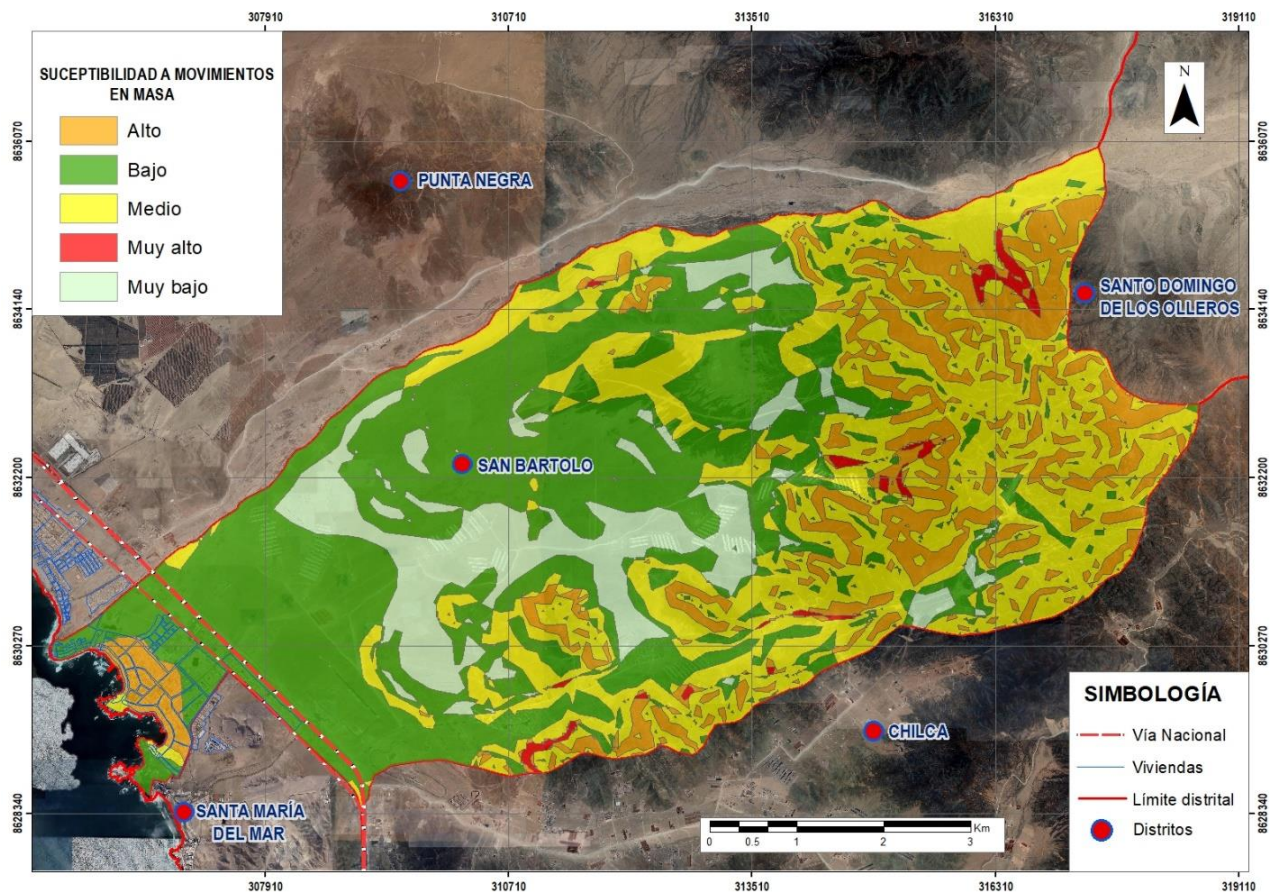 307910 310710 313510 316310 319110
SUCEPTIBILIDAD A MOVIMIENTOS
EN MASA
Alto
Bajo
Medio
Muy alto
Muy bajo
N
8636070 8636070
PUNTA NEGRA
SANTO DOMINGO
DE LOS OLLEROS
8634140 8634140
SAN BARTOLO
8632200 8632200
8630270 8630270
CHILCA
SANTA MARÍA
DEL MAR
8628340 8628340
SIMBOLOGÍA
Vía Nacional
Viviendas
Límite distrital
Distritos
Km
0 0.5 1 2 3
307910 310710 313510 316310 319110